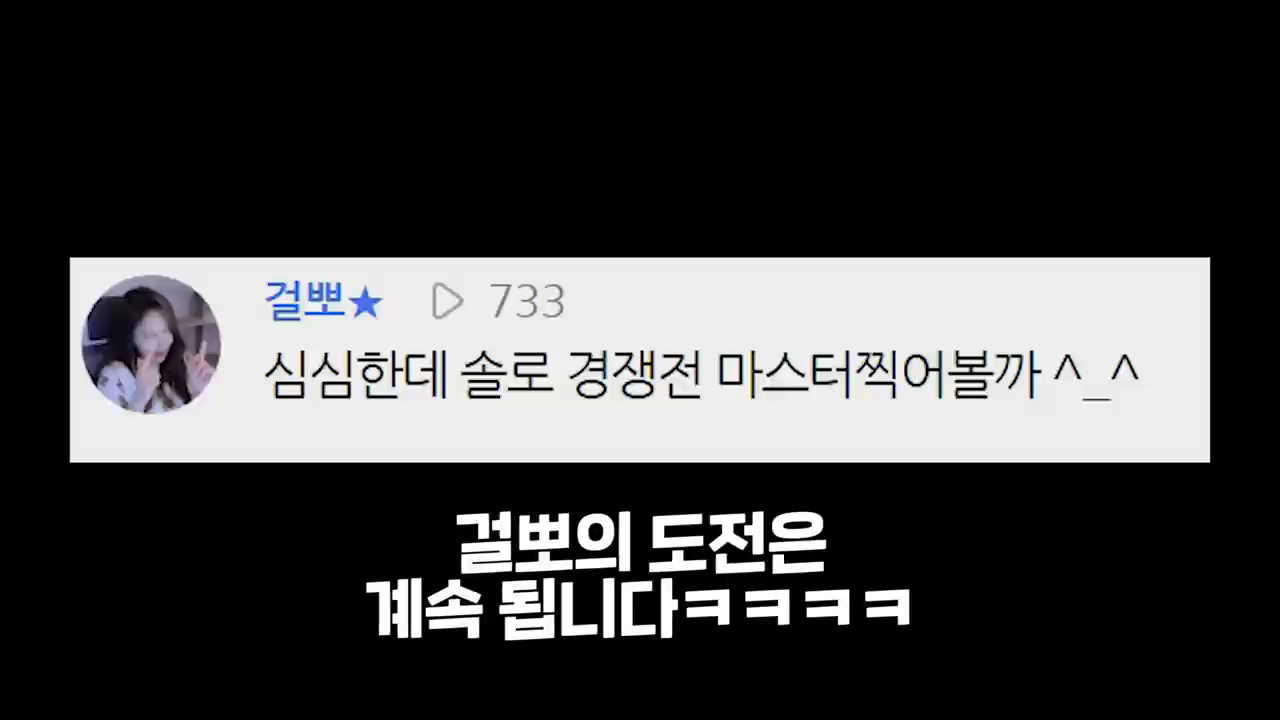 걸뽀★ ▷ 733
심심한데 솔로 경쟁전 마스터찍어볼까 ^_^
걸뽀의 도전은
계속 됩니다ㅋㅋㅋㅋ